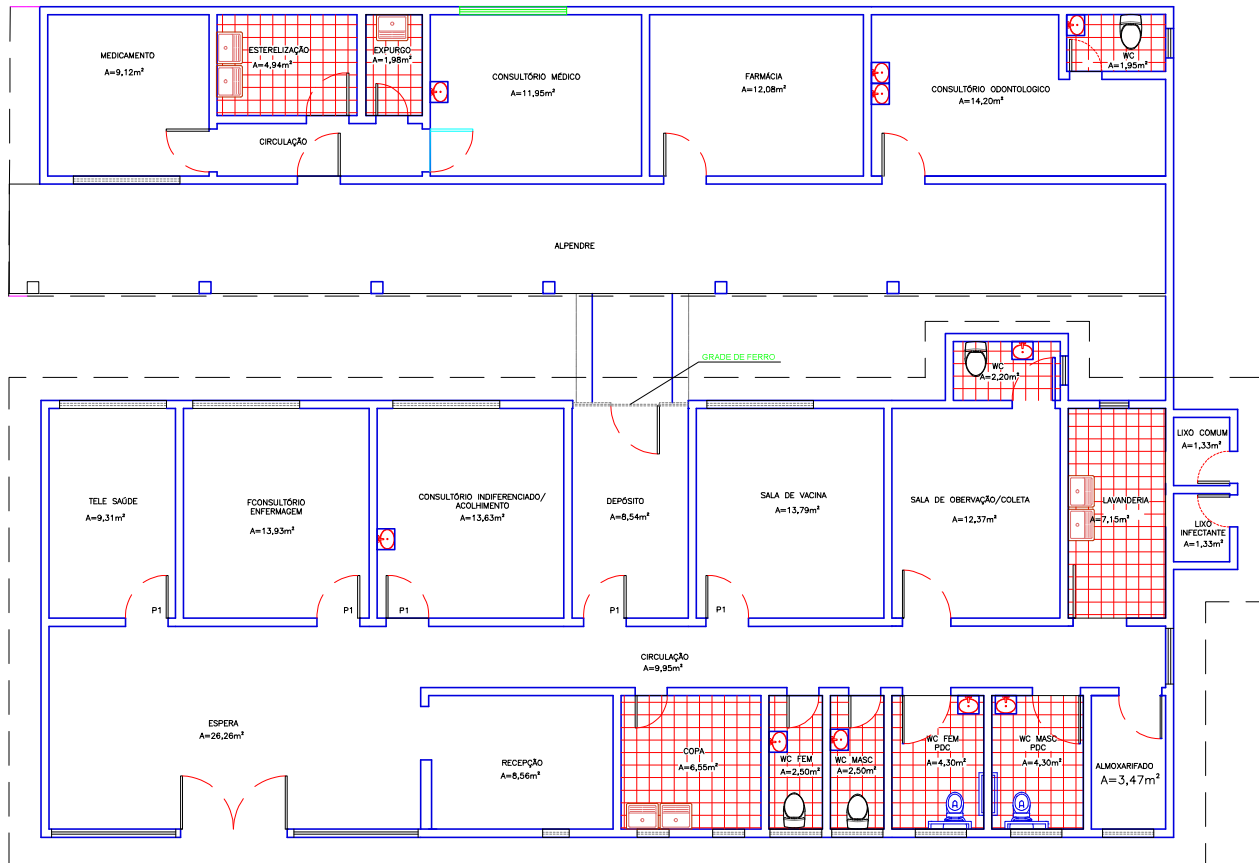 MEDICAMENTO
A=9,12m²
ESTERELIZAÇÃO
A=4,94m²
EXPURGO
A=1,98m²
CONSULTÓRIO MÉDICO
A=11,95m²
FARMÁCIA
A=12,08m²
CONSULTÓRIO ODONTOLOGICO
A=14,20m²
WC
A=1,95m²
CIRCULAÇÃO
ALPENDRE
GRADE DE FERRO
WC
A=2,20m²
TELE SAÚDE
A=9,31m²
FCONSULTÓRIO
ENFERMAGEM
A=13,93m²
CONSULTÓRIO INDIFERENCIADO/
ACOLHIMENTO
A=13,63m²
DEPÓSITO
A=8,54m²
SALA DE VACINA
A=13,79m²
SALA DE OBERVAÇÃO/COLETA
A=12,37m²
LAVANDERIA
A=7,15m²
LIXO COMUM
A=1,33m²
LIXO
INFECTANTE
A=1,33m²
P1
P1
P1
P1
P1
CIRCULAÇÃO
A=9,95m²
ESPERA
A=26,26m²
RECEPÇÃO
A=8,56m²
COPA
A=6,55m²
WC FEM
A=2,50m²
WC MASC
A=2,50m²
WC FEM
PDC
A=4,30m²
WC MASC
PDC
A=4,30m²
ALMOXARIFADO
A=3,47m²